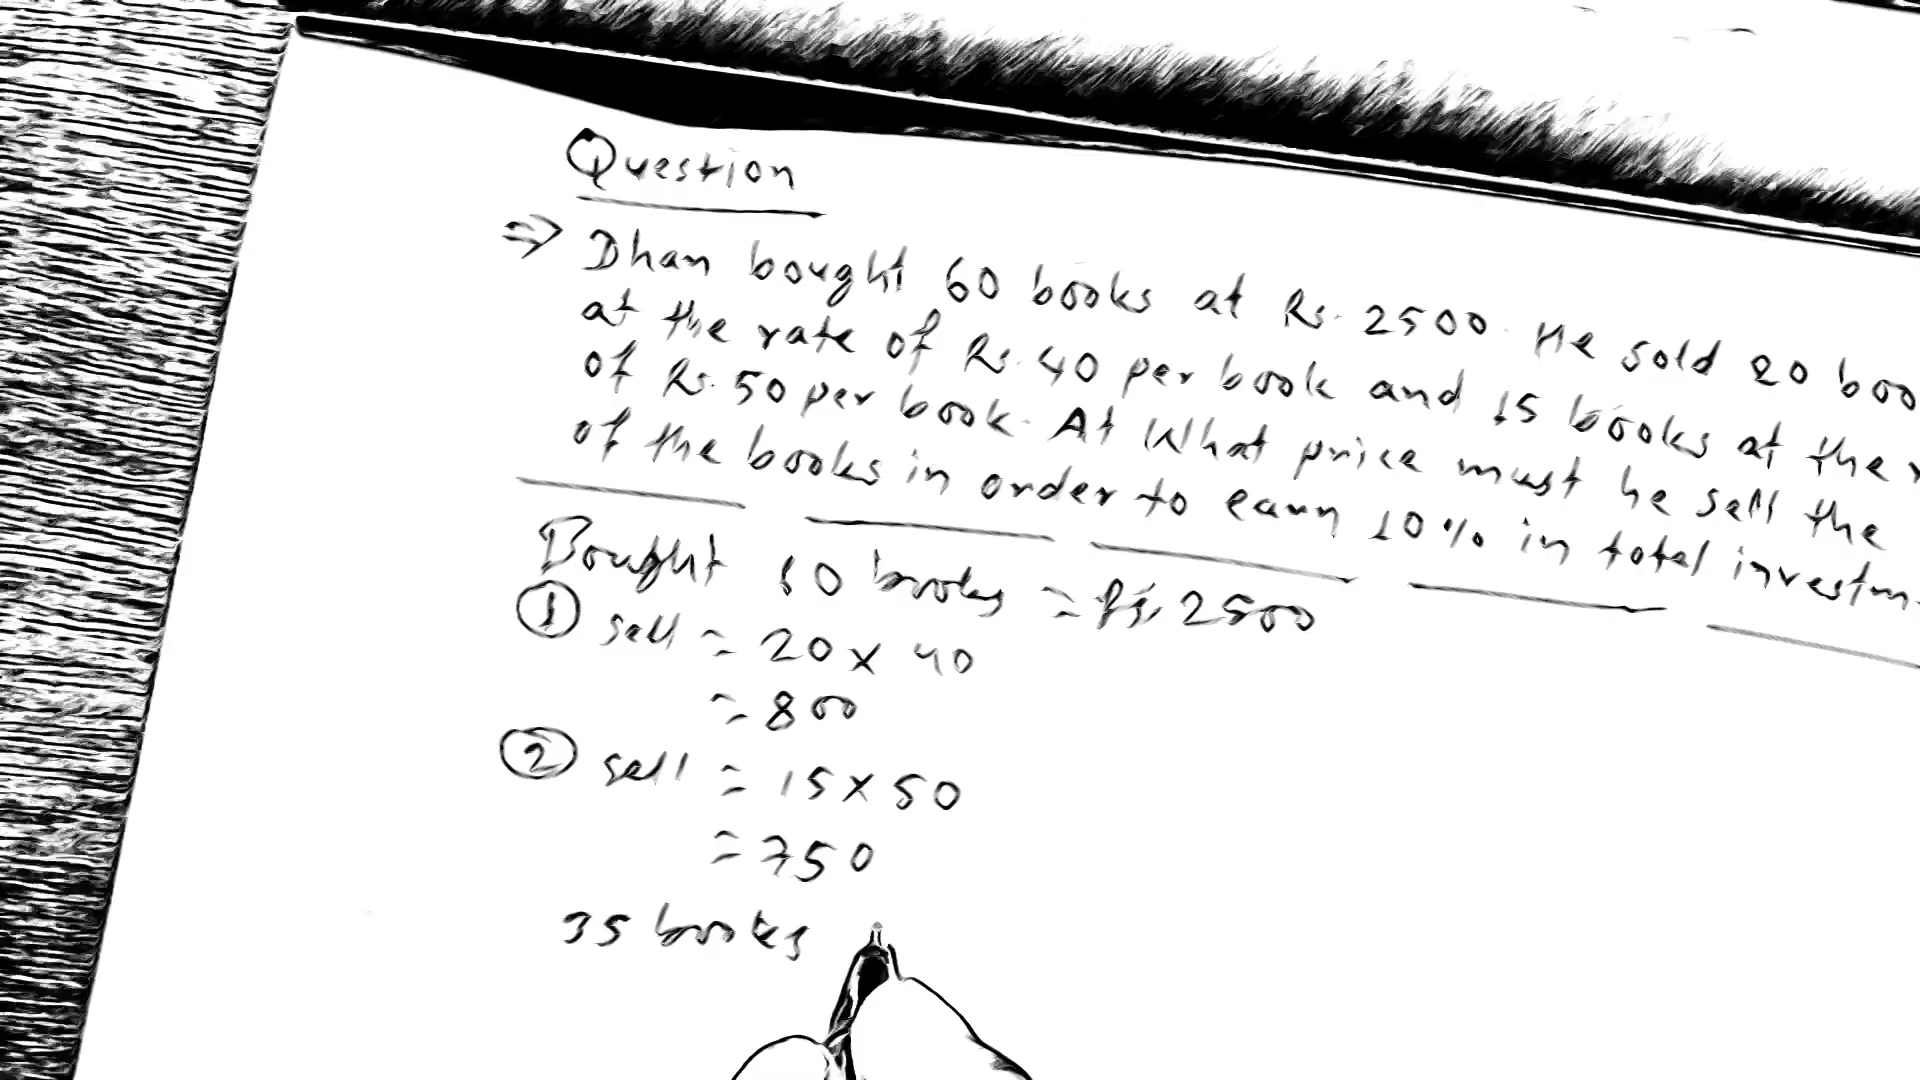 Question
⇒ Dhan bought 60 books at Rs. 2500. He sold 20 boo
at the rate of Rs. 40 per book and 15 books at the r
of Rs. 50 per book. At What price must he sell the
of the books in order to earn 10% in total investm
Bought 60 books = Rs. 2500
① sell = 20 x 40
= 800
② sell = 15 x 50
= 750
35 books